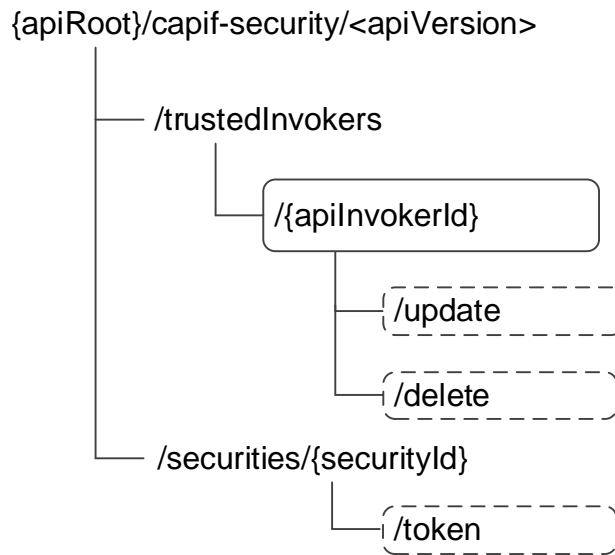 {apiRoot}/capif-security/<apiVersion>
/trustedInvokers
/{apiInvokerId}
/update
/delete
/securities/{securityId}
/token